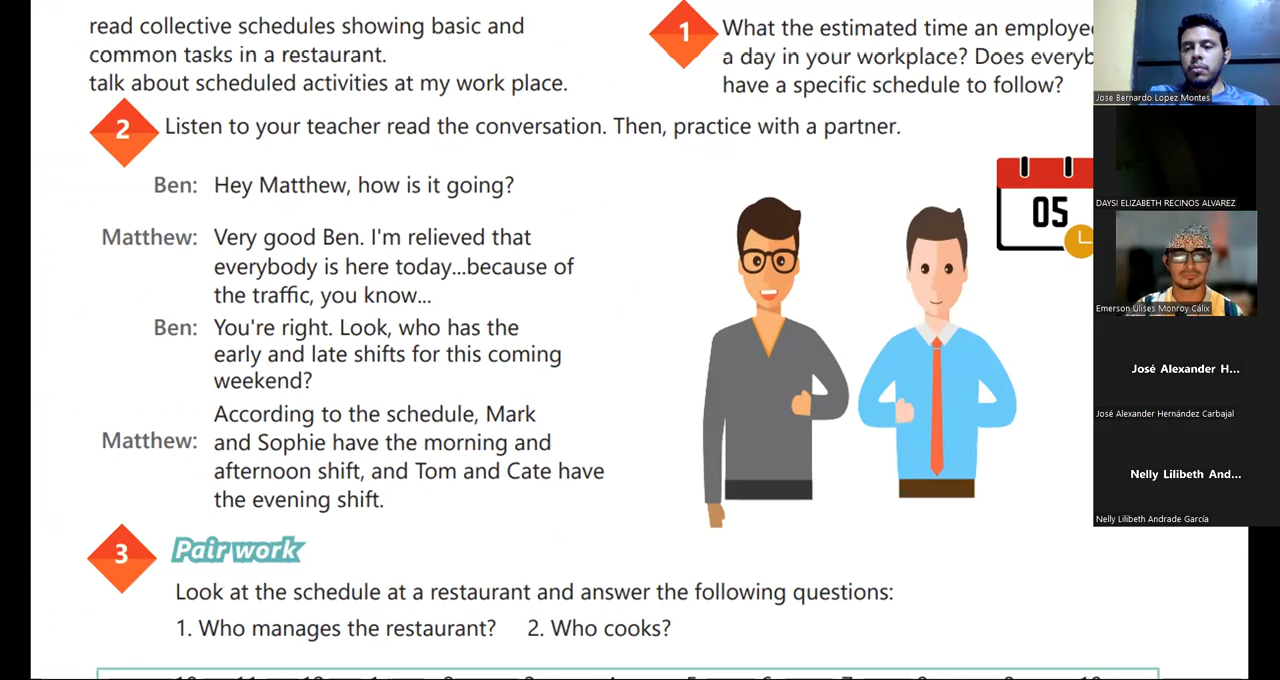 read collective schedules showing basic and
common tasks in a restaurant.
talk about scheduled activities at my work place.
1
What the estimated time an employe
a day in your workplace? Does everyb
have a specific schedule to follow?
2
Listen to your teacher read the conversation. Then, practice with a partner.
Ben: Hey Matthew, how is it going?
Matthew: Very good Ben. I'm relieved that
everybody is here today...because of
the traffic, you know...
Ben: You're right. Look, who has the
early and late shifts for this coming
weekend?
According to the schedule, Mark
Matthew: and Sophie have the morning and
afternoon shift, and Tom and Cate have
the evening shift.
05
3
Pair work
Look at the schedule at a restaurant and answer the following questions:
1. Who manages the restaurant? 2. Who cooks?
Jose Bernardo Lopez Montes
DAYSI ELIZABETH RECINOS ALVAREZ
Emerson Ulises Monroy Cálix
José Alexander H...
José Alexander Hernández Carbajal
Nelly Lilibeth And...
Nelly Lilibeth Andrade García